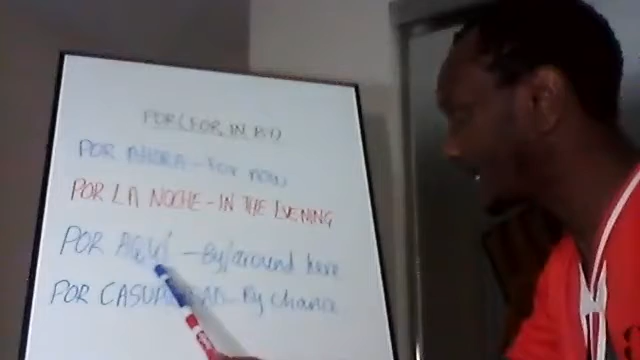 POR (FOR, IN, BY)
POR AHORA - FOR NOW
POR LA NOCHE - IN THE EVENING
POR AQUÍ - By/around here
POR - By chance